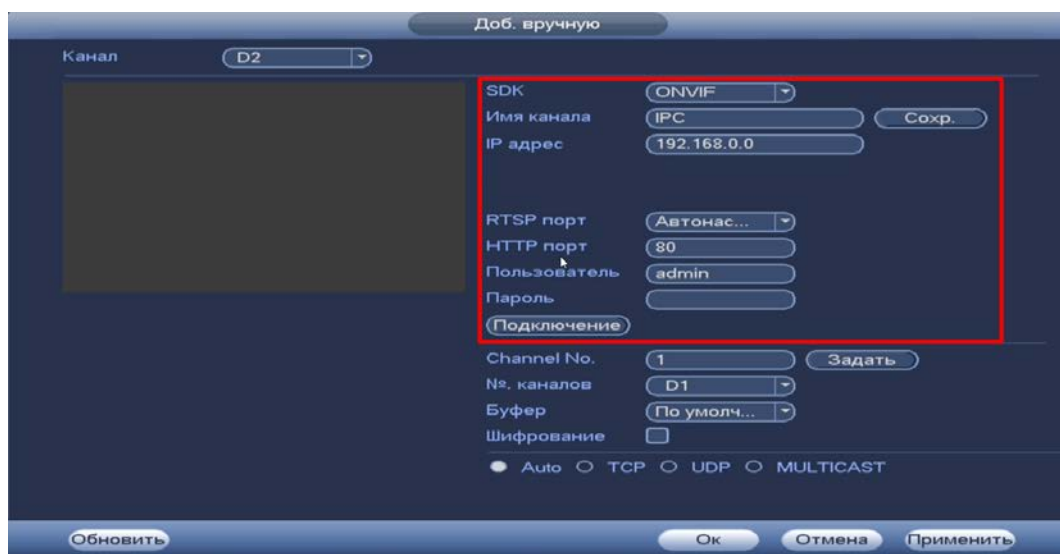 Доб. вручную
Канал D2
SDK ONVIF
Имя канала IPC Сохр.
IP адрес 192.168.0.0
RTSP порт Автонас...
HTTP порт 80
Пользователь admin
Пароль
Подключение
Channel No. 1 Задать
№. каналов D1
Буфер По умолч...
Шифрование
Auto TCP UDP MULTICAST
Обновить Ок Отмена Применить